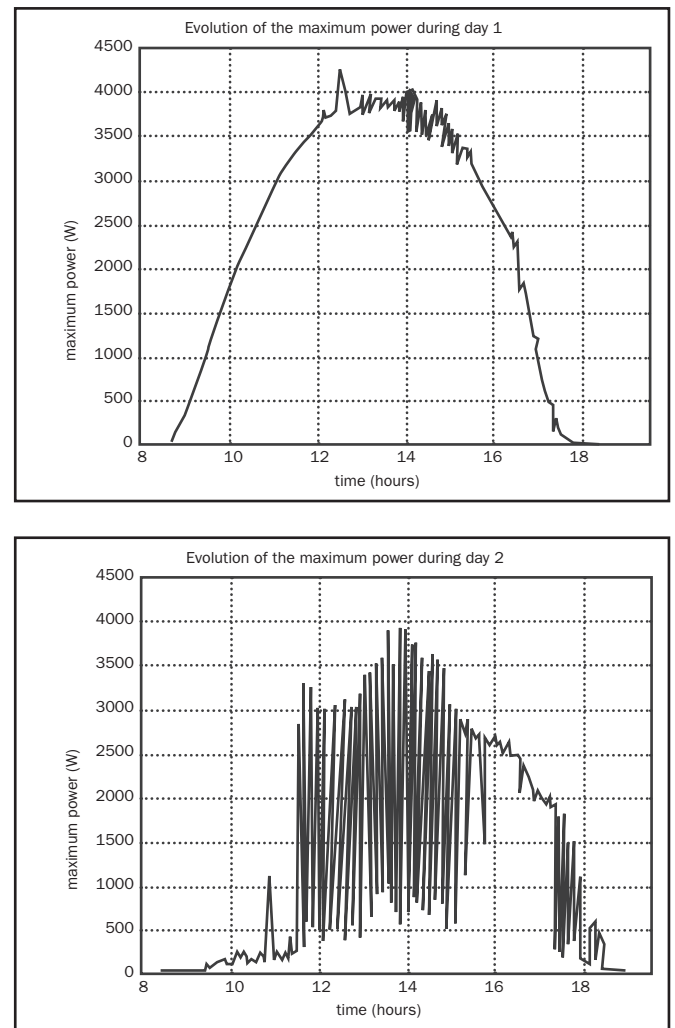 Evolution of the maximum power during day 1
maximum power (W)
4500
4000
3500
3000
2500
2000
1500
1000
500
0
8 10 12 14 16 18
time (hours)
Evolution of the maximum power during day 2
maximum power (W)
4500
4000
3500
3000
2500
2000
1500
1000
500
0
8 10 12 14 16 18
time (hours)